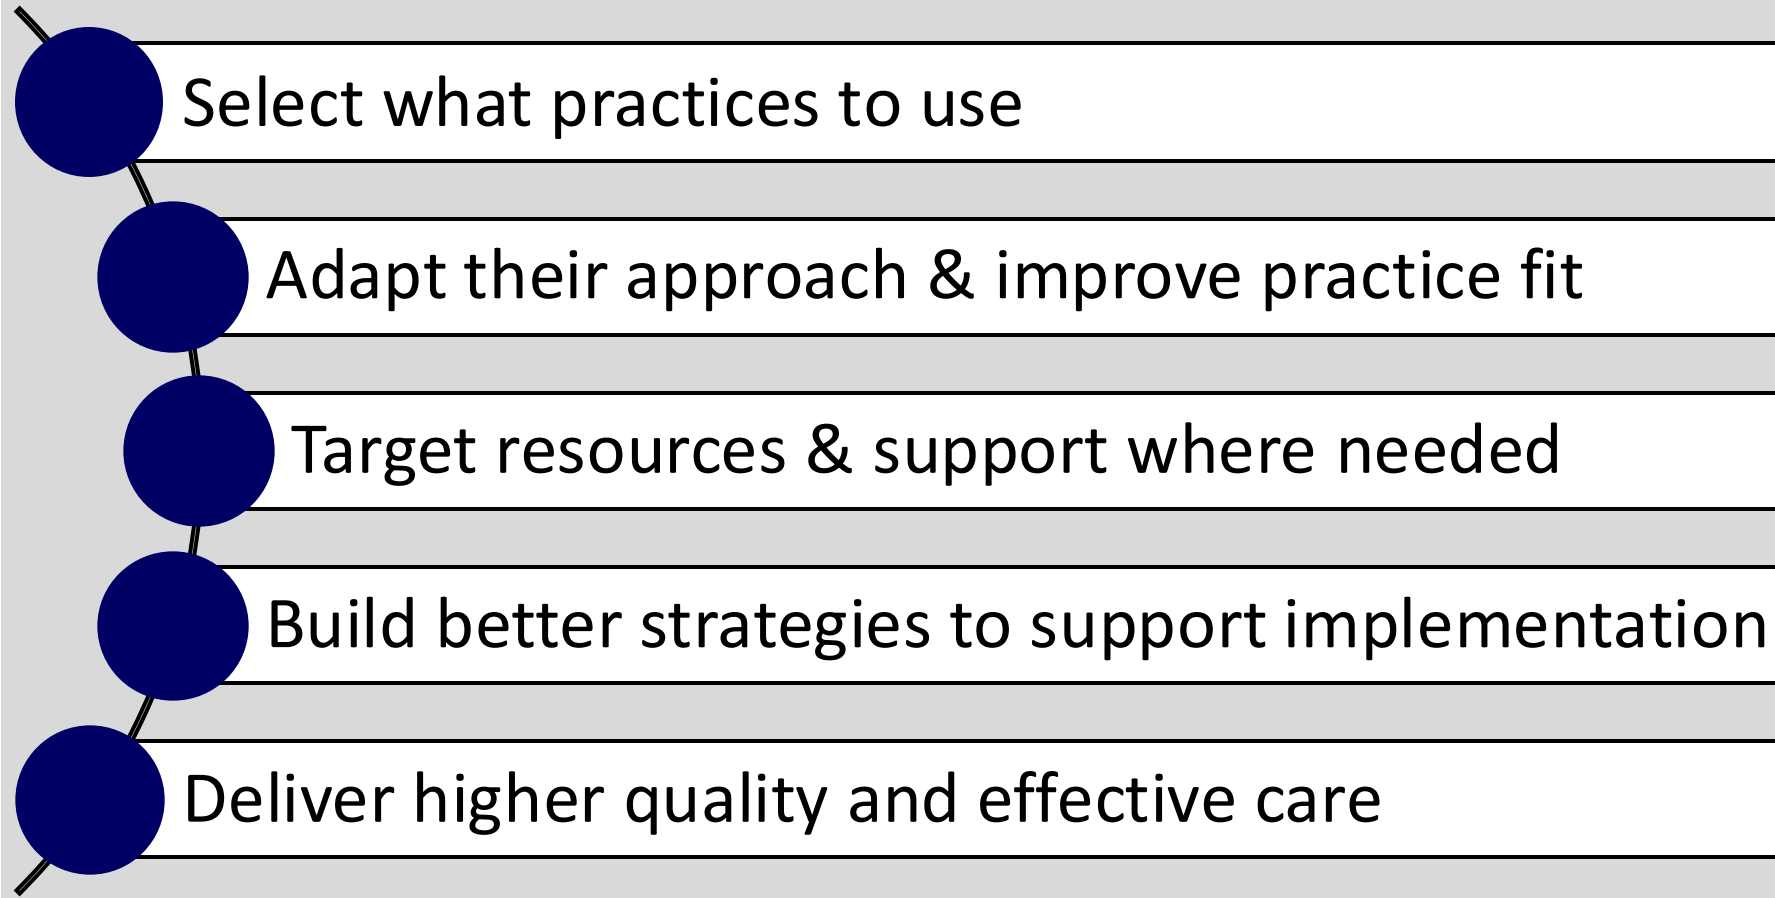 Select what practices to use
Adapt their approach & improve practice fit
Target resources & support where needed
Build better strategies to support implementation
Deliver higher quality and effective care